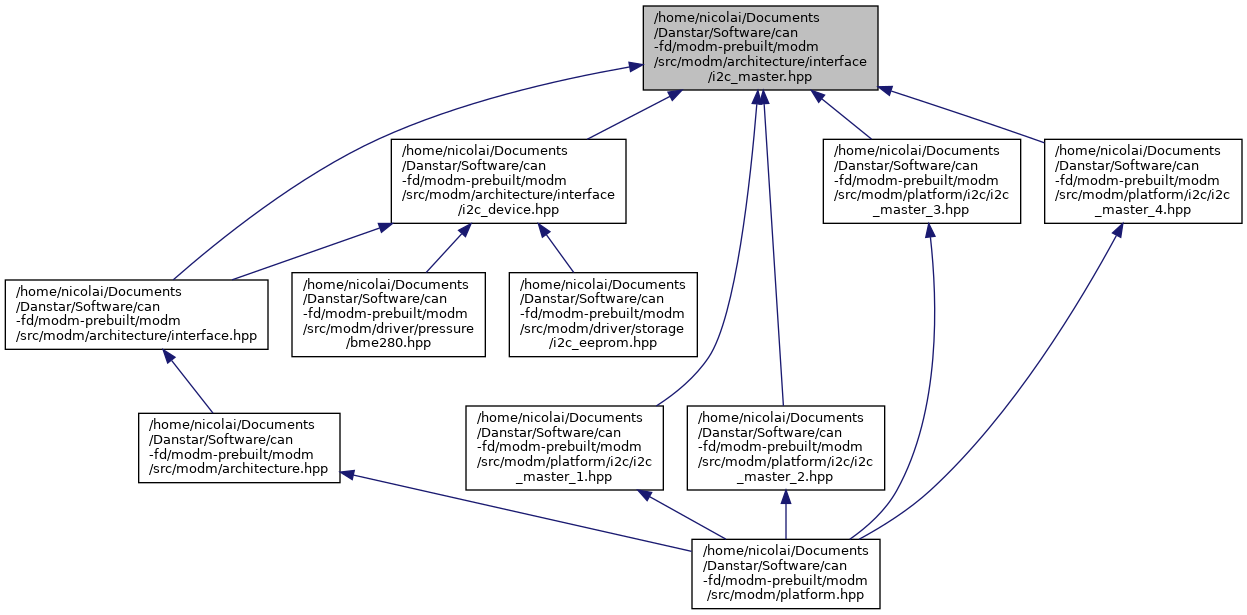 /home/nicolai/Documents
/Danstar/Software/can
-fd/modm-prebuilt/modm
/src/modm/architecture/interface
/i2c_master.hpp
/home/nicolai/Documents
/Danstar/Software/can
-fd/modm-prebuilt/modm
/src/modm/architecture/interface
/i2c_device.hpp
/home/nicolai/Documents
/Danstar/Software/can
-fd/modm-prebuilt/modm
/src/modm/platform/i2c/i2c
_master_3.hpp
/home/nicolai/Documents
/Danstar/Software/can
-fd/modm-prebuilt/modm
/src/modm/platform/i2c/i2c
_master_4.hpp
/home/nicolai/Documents
/Danstar/Software/can
-fd/modm-prebuilt/modm
/src/modm/architecture/interface.hpp
/home/nicolai/Documents
/Danstar/Software/can
-fd/modm-prebuilt/modm
/src/modm/driver/pressure
/bme280.hpp
/home/nicolai/Documents
/Danstar/Software/can
-fd/modm-prebuilt/modm
/src/modm/driver/storage
/i2c_eeprom.hpp
/home/nicolai/Documents
/Danstar/Software/can
-fd/modm-prebuilt/modm
/src/modm/architecture.hpp
/home/nicolai/Documents
/Danstar/Software/can
-fd/modm-prebuilt/modm
/src/modm/platform/i2c/i2c
_master_1.hpp
/home/nicolai/Documents
/Danstar/Software/can
-fd/modm-prebuilt/modm
/src/modm/platform/i2c/i2c
_master_2.hpp
/home/nicolai/Documents
/Danstar/Software/can
-fd/modm-prebuilt/modm
/src/modm/platform.hpp